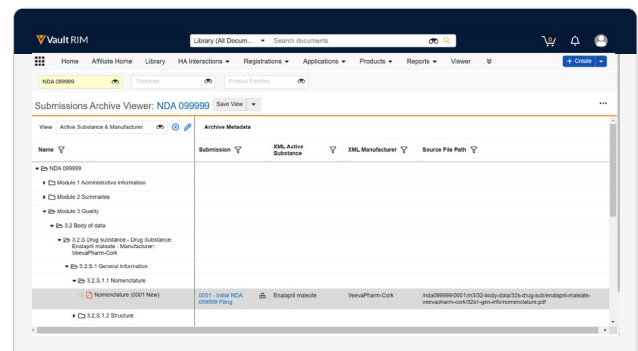 Vault RIM
Library (All Docum...
Search documents
Home
Affiliate Home
Library
HA Interactions
Registrations
Applications
Products
Reports
Viewer
+ Create
NDA 099999
Countries
Product Families
Submissions Archive Viewer: NDA 099999
Save View
View
Active Substance & Manufacturer
Archive Metadata
Name
Submission
XML Active
Substance
XML Manufacturer
Source File Path
NDA 099999
Module 1 Administrative information
Module 2 Summaries
Module 3 Quality
3.2 Body of data
3.2.S Drug substance - Drug Substance:
Enalapril maleate - Manufacturer:
VeevaPharm-Cork
3.2.S.1 General Information
3.2.S.1.1 Nomenclature
Nomenclature (0001 New)
0001 - Initial NDA
099999 Filing
Enalapril maleate
VeevaPharm-Cork
/nda099999/0001/m3/32-body-data/32s-drug-sub/enalapril-maleate-
veevapharm-cork/32s1-gen-info/nomenclature.pdf
3.2.S.1.2 Structure